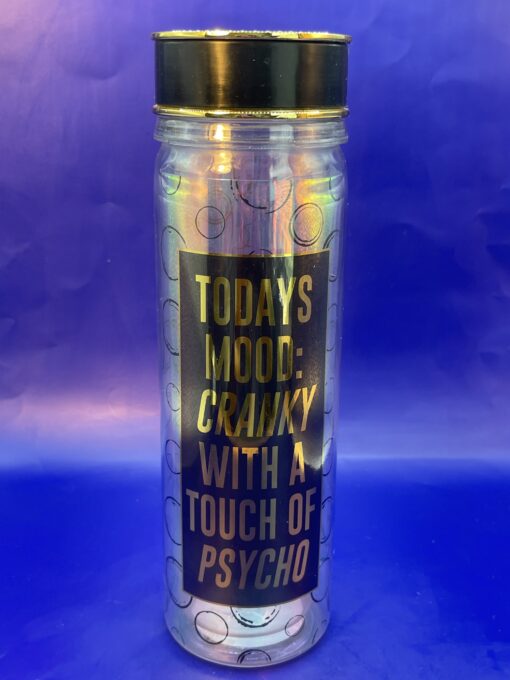 TODAYS
MOOD:
CRANKY
WITH A
TOUCH OF
PSYCHO